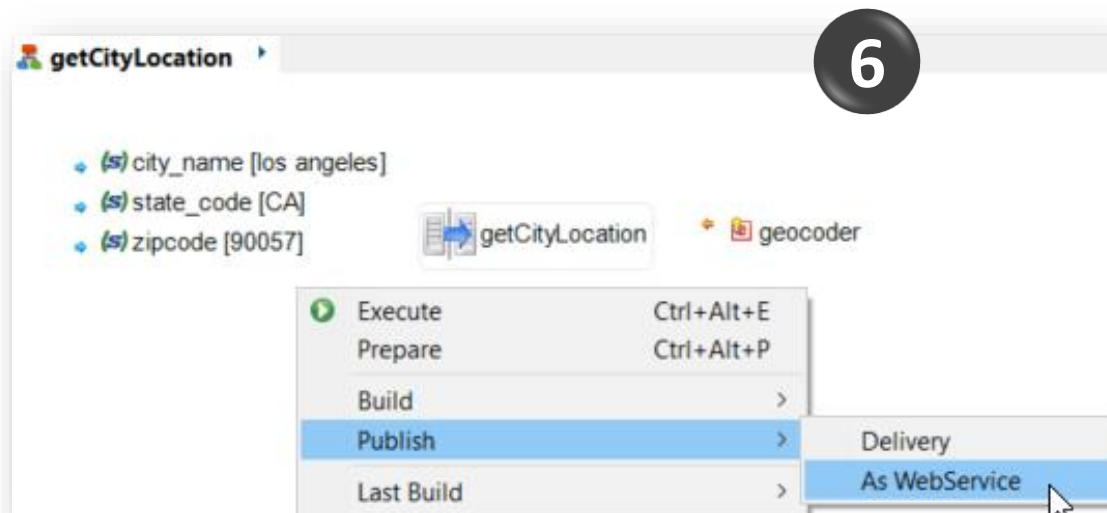 getCityLocation
6
(s) city_name [los angeles]
(s) state_code [CA]
(s) zipcode [90057]
getCityLocation
geocoder
Execute Ctrl+Alt+E
Prepare Ctrl+Alt+P
Build
Publish
Delivery
As WebService
Last Build